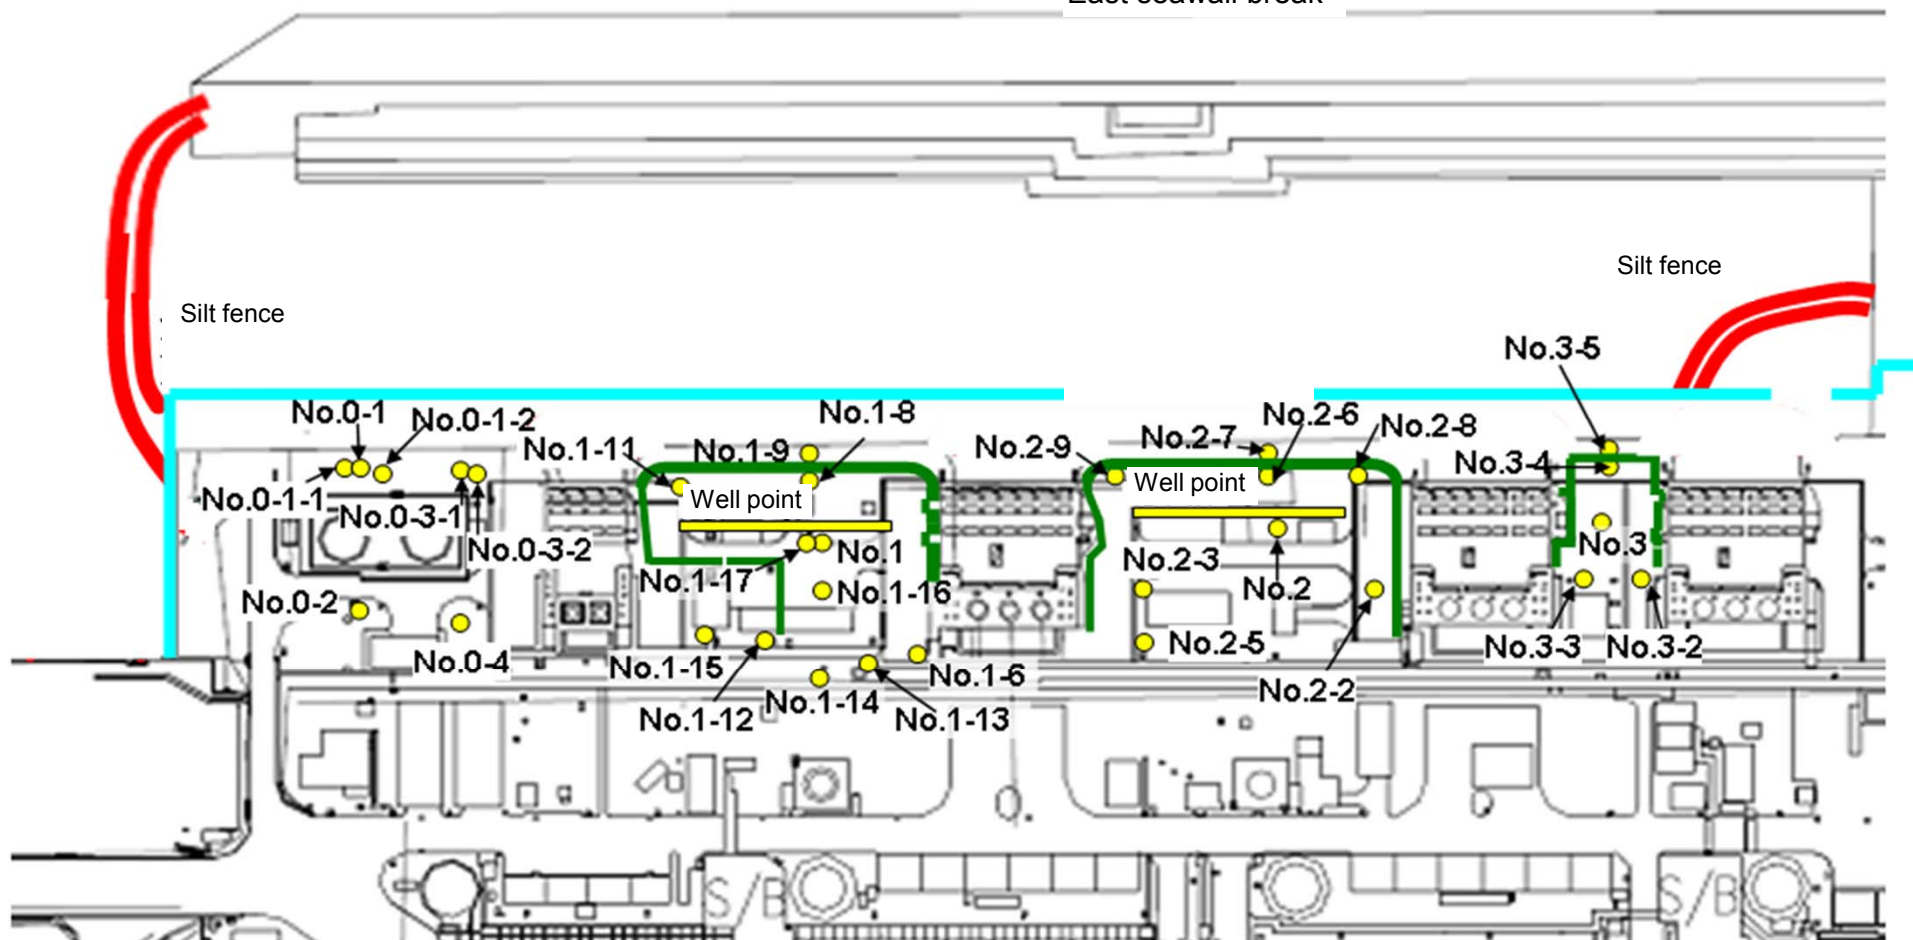 East seawall break
Silt fence
Silt fence
No.3-5
No.0-1
No.0-1-2
No.1-8
No.2-6
No.2-8
No.1-11
No.1-9
No.2-9
No.2-7
No.3-4
No.0-1-1
Well point
Well point
No.0-3-1
No.0-3-2
No.1
No.3
No.1-17
No.2-3
No.2
No.1-16
No.0-2
No.2-5
No.3-3
No.3-2
No.0-4
No.1-15
No.1-6
No.2-2
No.1-14
No.1-12
No.1-13
S/B
S/B